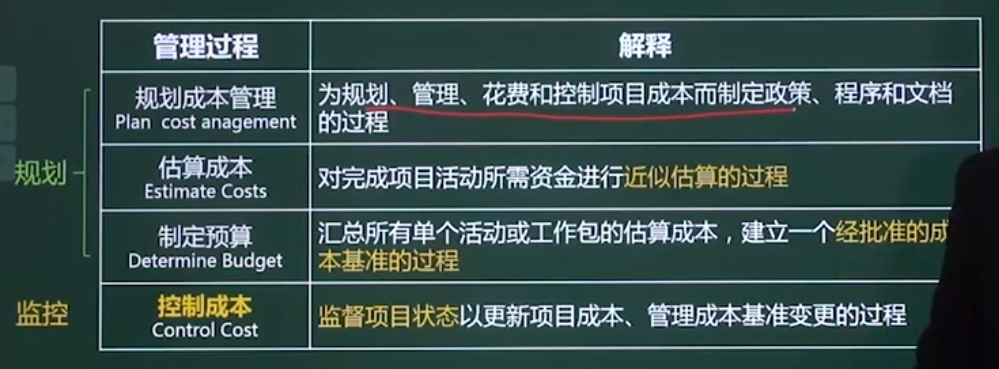 管理过程
解释
规划成本管理
Plan cost anagement
为规划、管理、花费和控制项目成本而制定政策、程序和文档
的过程
规划
估算成本
Estimate Costs
对完成项目活动所需资金进行近似估算的过程
制定预算
Determine Budget
汇总所有单个活动或工作包的估算成本，建立一个经批准的成
本基准的过程
监控
控制成本
Control Cost
监督项目状态以更新项目成本、管理成本基准变更的过程